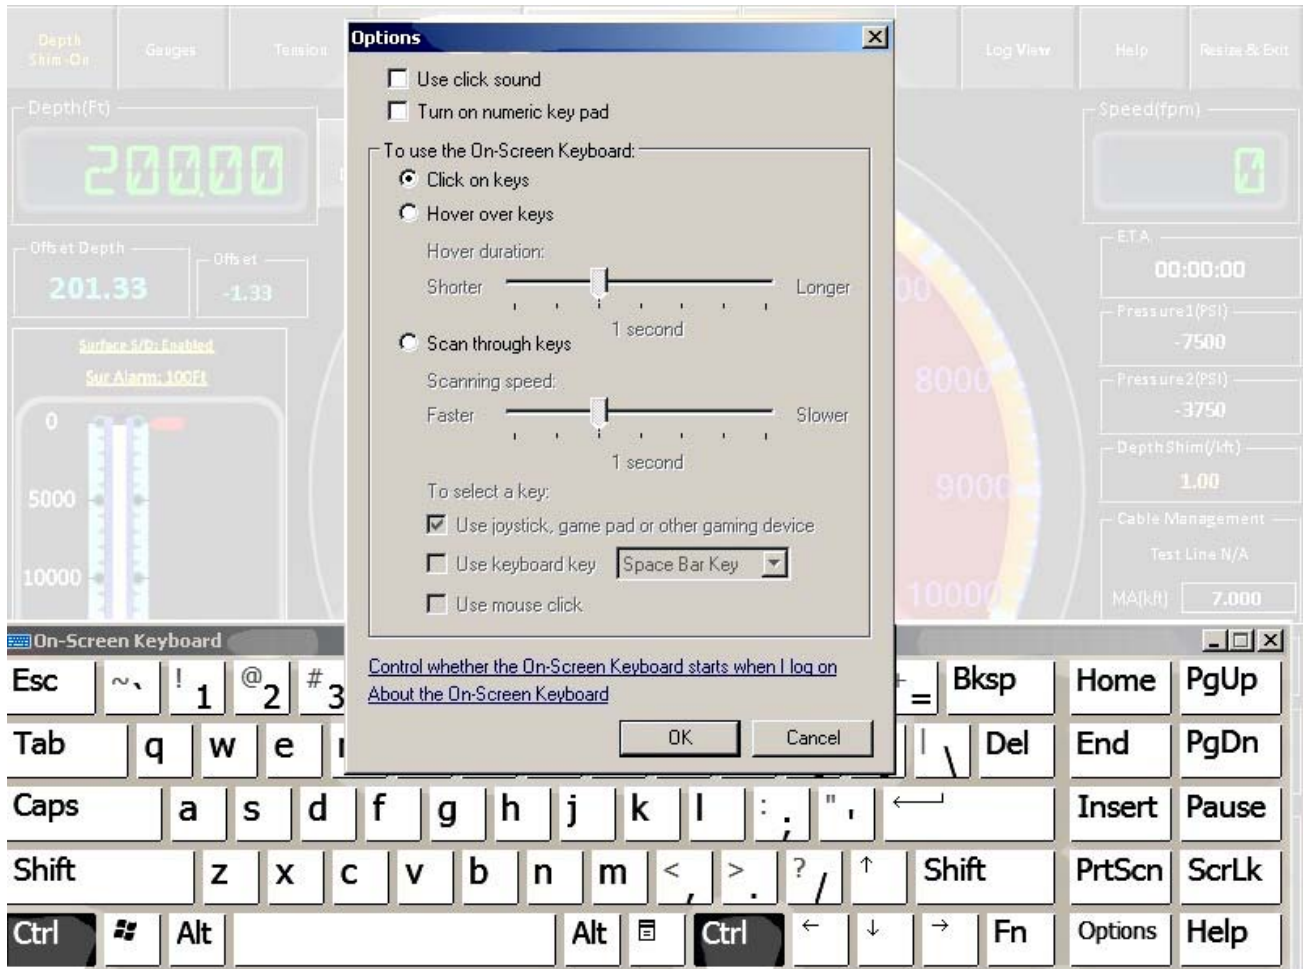 Depth
Shim-On
Gauges
Tension
Log View
Help
Resize & Exit
Depth(Ft)
200.00
Offset Depth
201.33
Offset
-1.33
Surface S/D: Enabled
Sur Alarm: 100Ft
0
5000
10000
Options
Use click sound
Turn on numeric key pad
To use the On-Screen Keyboard:
Click on keys
Hover over keys
Hover duration:
Shorter
Longer
1 second
Scan through keys
Scanning speed:
Faster
Slower
1 second
To select a key:
Use joystick, game pad or other gaming device
Use keyboard key Space Bar Key
Use mouse click
Control whether the On-Screen Keyboard starts when I log on
About the On-Screen Keyboard
OK Cancel
8000
9000
10000
Speed(fpm)
0
E.T.A
00:00:00
Pressure1(PSI)
-7500
Pressure2(PSI)
-3750
DepthShim(/kft)
1.00
Cable Management
Test Line N/A
MA(kft) 7.000
On-Screen Keyboard
Esc ~ ` ! 1 @ 2 # 3 + = Bksp Home PgUp
Tab q w e | \ Del End PgDn
Caps a s d f g h j k l : ; " ' Insert Pause
Shift z x c v b n m < , > . ? / ↑ Shift PrtScn ScrLk
Ctrl Alt Alt Ctrl ← ↓ → Fn Options Help